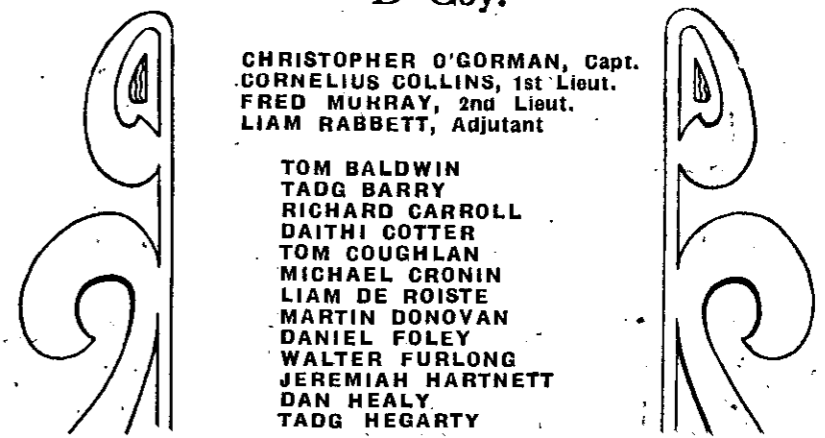 B Coy.
CHRISTOPHER O'GORMAN, Capt.
CORNELIUS COLLINS, 1st Lieut.
FRED MURRAY, 2nd Lieut.
LIAM RABBETT, Adjutant
TOM BALDWIN
TADG BARRY
RICHARD CARROLL
DAITHI COTTER
TOM COUGHLAN
MICHAEL CRONIN
LIAM DE ROISTE
MARTIN DONOVAN
DANIEL FOLEY
WALTER FURLONG
JEREMIAH HARTNETT
DAN HEALY
TADG HEGARTY